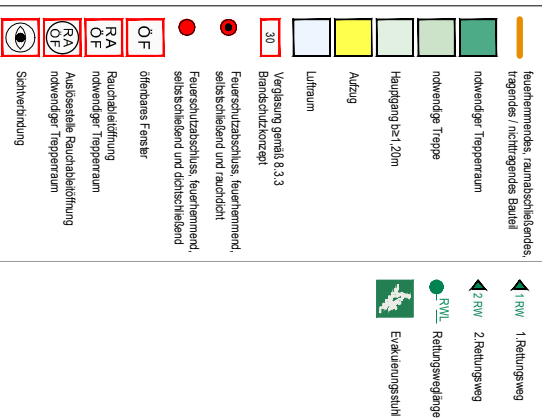 feuerhemmendes, raumabschließendes,
tragendes / nichttragendes Bauteil
notwendiger Treppenraum
notwendige Treppe
Hauptgang b≥1,20m
Aufzug
Luftraum
30
Verglasung gemäß 8.3.3
Brandschutzkonzept
Feuerschutzabschluss, feuerhemmend,
selbstschließend und rauchdicht
Feuerschutzabschluss, feuerhemmend,
selbstschließend und dichtschließend
ÖF
öffenbares Fenster
RA
ÖF
Rauchableitöffnung
notwendiger Treppenraum
RA
ÖF
Auslösestelle Rauchableitöffnung
notwendiger Treppenraum
Sichtverbindung
1 RW
1.Rettungsweg
2 RW
2.Rettungsweg
RWL
Rettungsweglänge
Evakuierungsstuhl